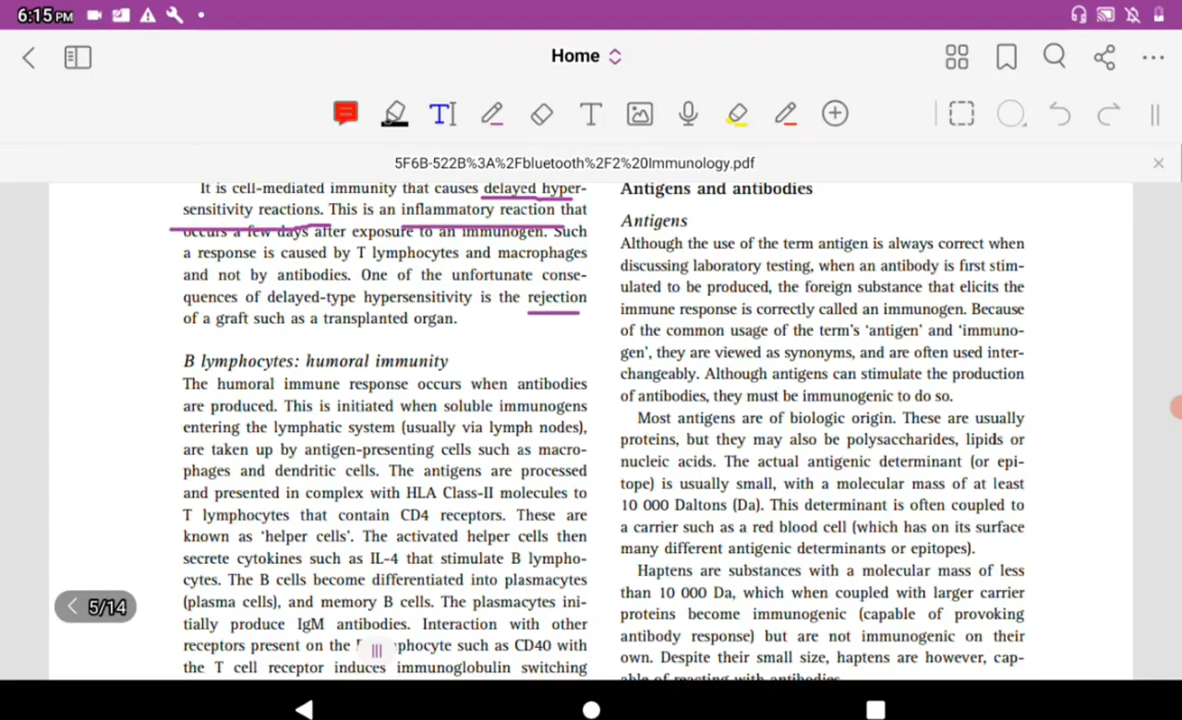 6:15 PM
Home
5F6B-522B%3A%2Fbluetooth%2F2%20Immunology.pdf
It is cell-mediated immunity that causes delayed hyper-
sensitivity reactions. This is an inflammatory reaction that
occurs a few days after exposure to an immunogen. Such
a response is caused by T lymphocytes and macrophages
and not by antibodies. One of the unfortunate conse-
quences of delayed-type hypersensitivity is the rejection
of a graft such as a transplanted organ.
B lymphocytes: humoral immunity
The humoral immune response occurs when antibodies
are produced. This is initiated when soluble immunogens
entering the lymphatic system (usually via lymph nodes),
are taken up by antigen-presenting cells such as macro-
phages and dendritic cells. The antigens are processed
and presented in complex with HLA Class-II molecules to
T lymphocytes that contain CD4 receptors. These are
known as 'helper cells'. The activated helper cells then
secrete cytokines such as IL-4 that stimulate B lympho-
cytes. The B cells become differentiated into plasmacytes
(plasma cells), and memory B cells. The plasmacytes ini-
tially produce IgM antibodies. Interaction with other
receptors present on the phocyte such as CD40 with
the T cell receptor induces immunoglobulin switching
5/14
Antigens and antibodies
Antigens
Although the use of the term antigen is always correct when
discussing laboratory testing, when an antibody is first stim-
ulated to be produced, the foreign substance that elicits the
immune response is correctly called an immunogen. Because
of the common usage of the term's 'antigen' and 'immuno-
gen', they are viewed as synonyms, and are often used inter-
changeably. Although antigens can stimulate the production
of antibodies, they must be immunogenic to do so.
Most antigens are of biologic origin. These are usually
proteins, but they may also be polysaccharides, lipids or
nucleic acids. The actual antigenic determinant (or epi-
tope) is usually small, with a molecular mass of at least
10 000 Daltons (Da). This determinant is often coupled to
a carrier such as a red blood cell (which has on its surface
many different antigenic determinants or epitopes).
Haptens are substances with a molecular mass of less
than 10 000 Da, which when coupled with larger carrier
proteins become immunogenic (capable of provoking
antibody response) but are not immunogenic on their
own. Despite their small size, haptens are however, cap-
able of reacting with antibodies.